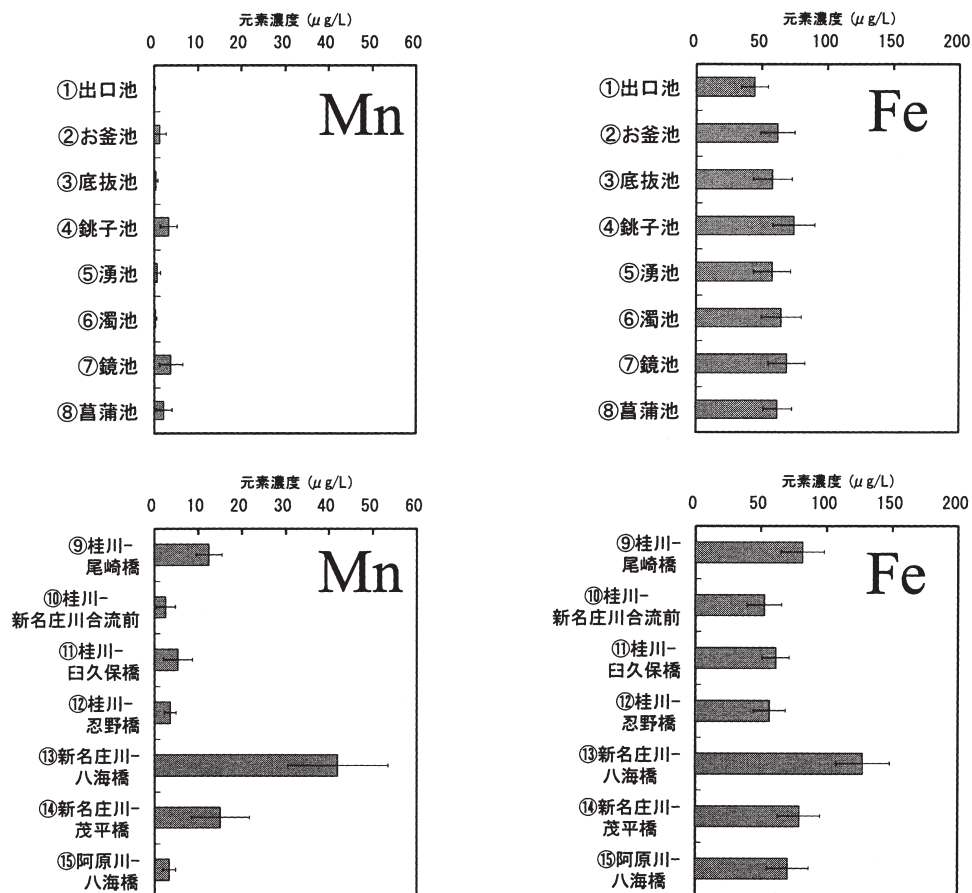 元素濃度 (μg/L)
0 10 20 30 40 50 60
①出口池
②お釜池
③底抜池
④銚子池
⑤湧池
⑥濁池
⑦鏡池
⑧菖蒲池
Mn
元素濃度 (μg/L)
0 50 100 150 200
①出口池
②お釜池
③底抜池
④銚子池
⑤湧池
⑥濁池
⑦鏡池
⑧菖蒲池
Fe
元素濃度 (μg/L)
0 10 20 30 40 50 60
⑨桂川-
尾崎橋
⑩桂川-
新名庄川合流前
⑪桂川-
臼久保橋
⑫桂川-
忍野橋
⑬新名庄川-
八海橋
⑭新名庄川-
茂平橋
⑮阿原川-
八海橋
Mn
元素濃度 (μg/L)
0 50 100 150 200
⑨桂川-
尾崎橋
⑩桂川-
新名庄川合流前
⑪桂川-
臼久保橋
⑫桂川-
忍野橋
⑬新名庄川-
八海橋
⑭新名庄川-
茂平橋
⑮阿原川-
八海橋
Fe